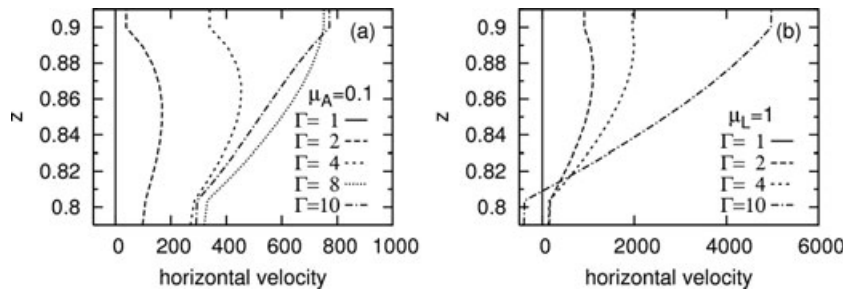 0.9
0.88
0.86
0.84
0.82
0.8
z
(a)
μA=0.1
Γ= 1
Γ= 2
Γ= 4
Γ= 8
Γ=10
0 200 400 600 800 1000
horizontal velocity
0.9
0.88
0.86
0.84
0.82
0.8
z
(b)
μL=1
Γ= 1
Γ= 2
Γ= 4
Γ=10
0 2000 4000 6000
horizontal velocity